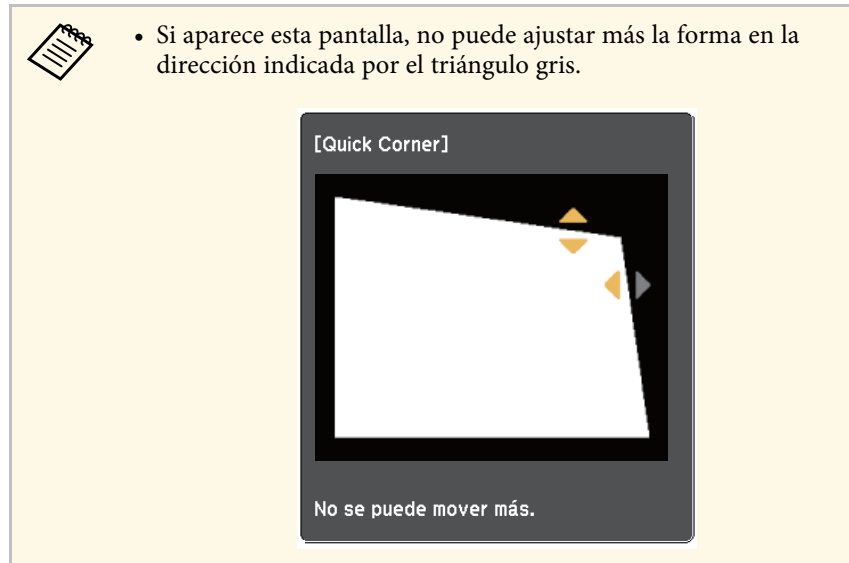 • Si aparece esta pantalla, no puede ajustar más la forma en la
dirección indicada por el triángulo gris.
[Quick Corner]
No se puede mover más.